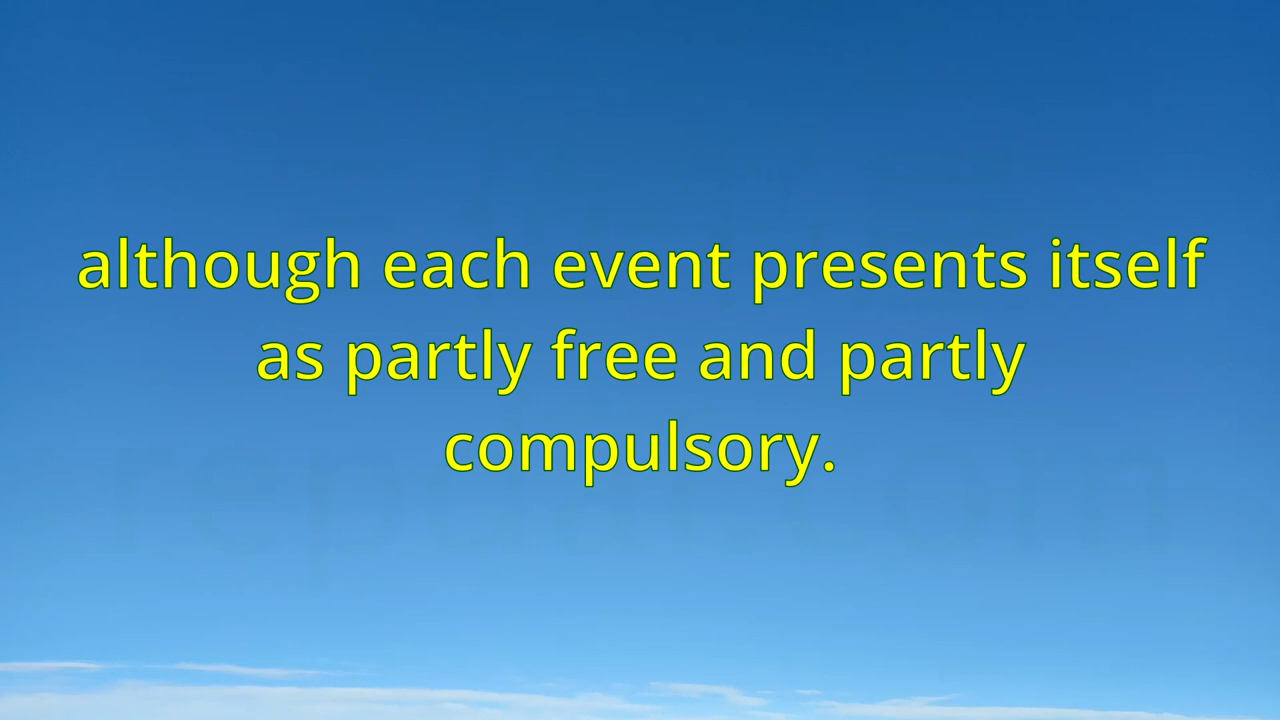 although each event presents itself
as partly free and partly
compulsory.